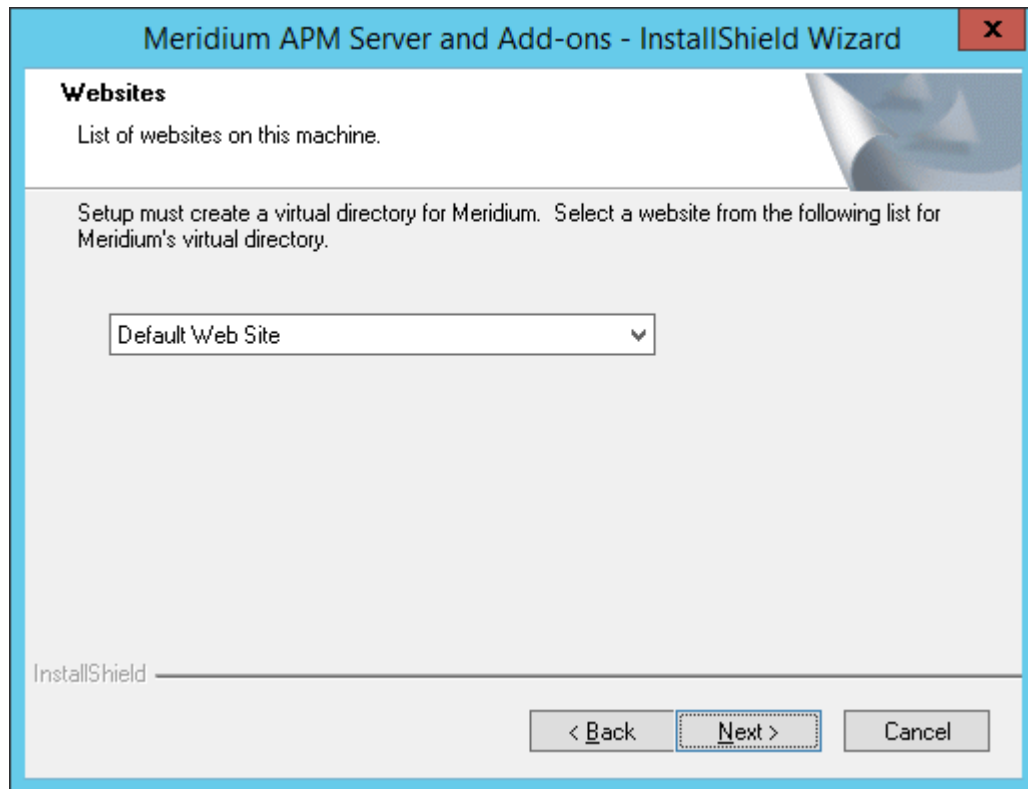 Meridium APM Server and Add-ons - InstallShield Wizard
x
Websites
List of websites on this machine.
Setup must create a virtual directory for Meridium. Select a website from the following list for
Meridium's virtual directory.
Default Web Site
InstallShield
< Back Next > Cancel